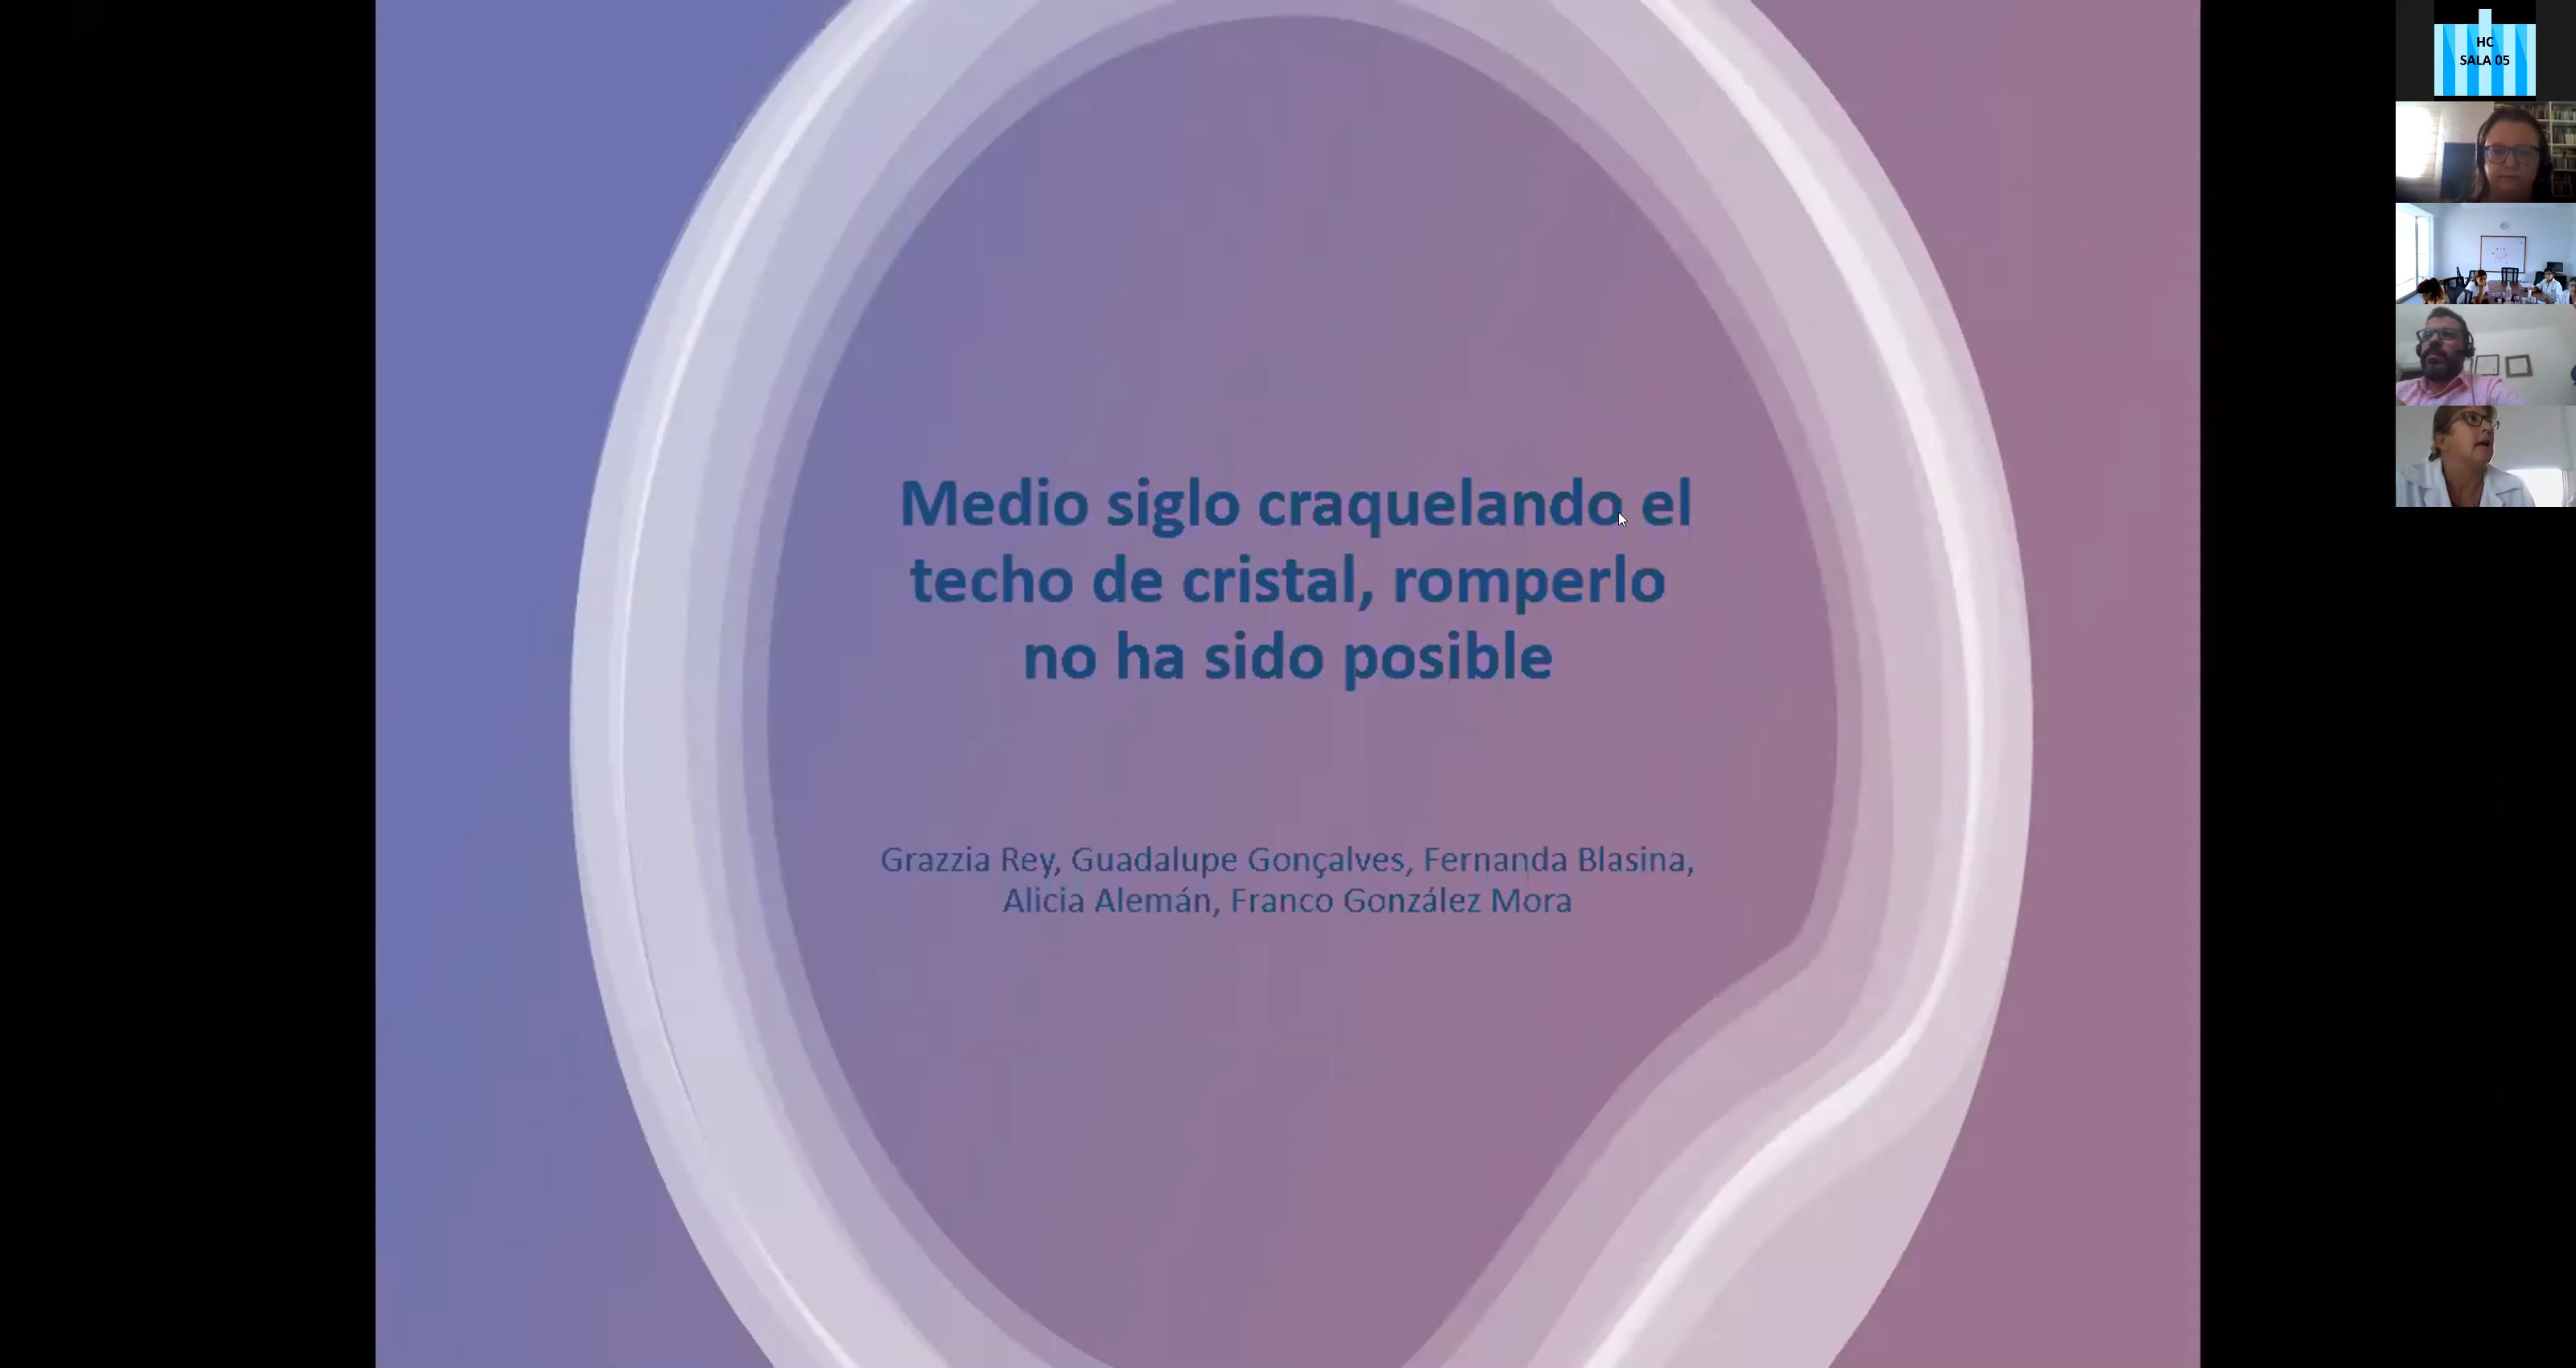 Medio siglo craquelando el
techo de cristal, romperlo
no ha sido posible
Grazzia Rey, Guadalupe Gonçalves, Fernanda Blasina,
Alicia Alemán, Franco González Mora
HC
SALA 05